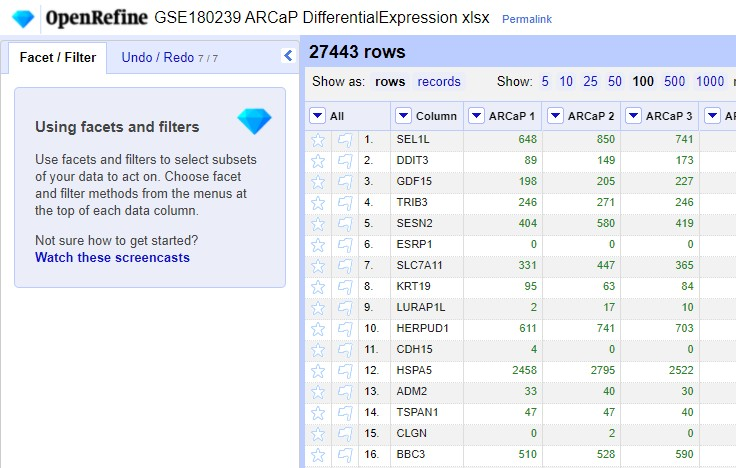 OpenRefine GSE180239 ARCaP DifferentialExpression xlsx Permalink
Facet / Filter Undo / Redo 7 / 7
Using facets and filters
Use facets and filters to select subsets
of your data to act on. Choose facet
and filter methods from the menus at
the top of each data column.
Not sure how to get started?
Watch these screencasts
27443 rows
Show as: rows records Show: 5 10 25 50 100 500 1000
All Column ARCaP 1 ARCaP 2 ARCaP 3
1. SEL1L 648 850 741
2. DDIT3 89 149 173
3. GDF15 198 205 227
4. TRIB3 246 271 246
5. SESN2 404 580 419
6. ESRP1 0 0 0
7. SLC7A11 331 447 365
8. KRT19 95 63 84
9. LURAP1L 2 17 10
10. HERPUD1 611 741 703
11. CDH15 4 0 0
12. HSPA5 2458 2795 2522
13. ADM2 33 40 30
14. TSPAN1 47 47 40
15. CLGN 0 2 0
16. BBC3 510 528 590